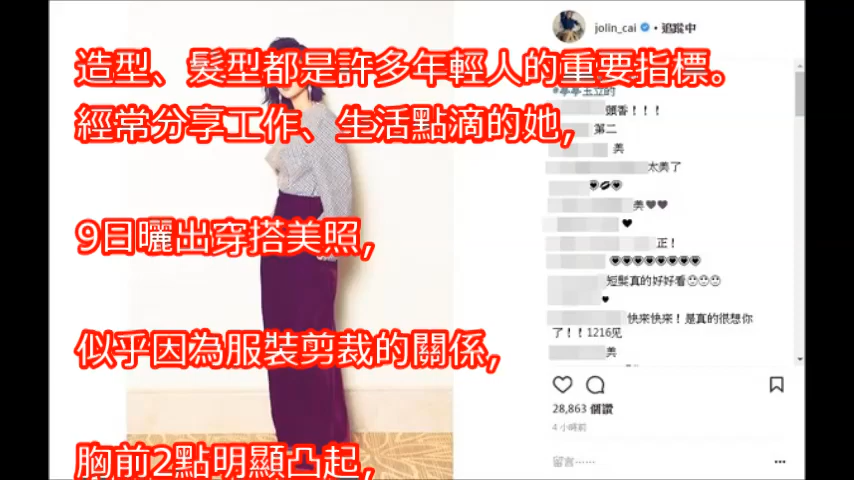 造型、髮型都是許多年輕人的重要指標。
經常分享工作、生活點滴的她,
9日曬出穿搭美照,
似乎因為服裝剪裁的關係,
胸前2點明顯凸起,
jolin_cai • 追蹤中
玉立的
頭香！！！
第二
美
太美了
美
正！
短髮真的好好看
快來快來！是真的很想你
了！！1216见
美
28,863 個讚
4 小時前
留言⋯⋯